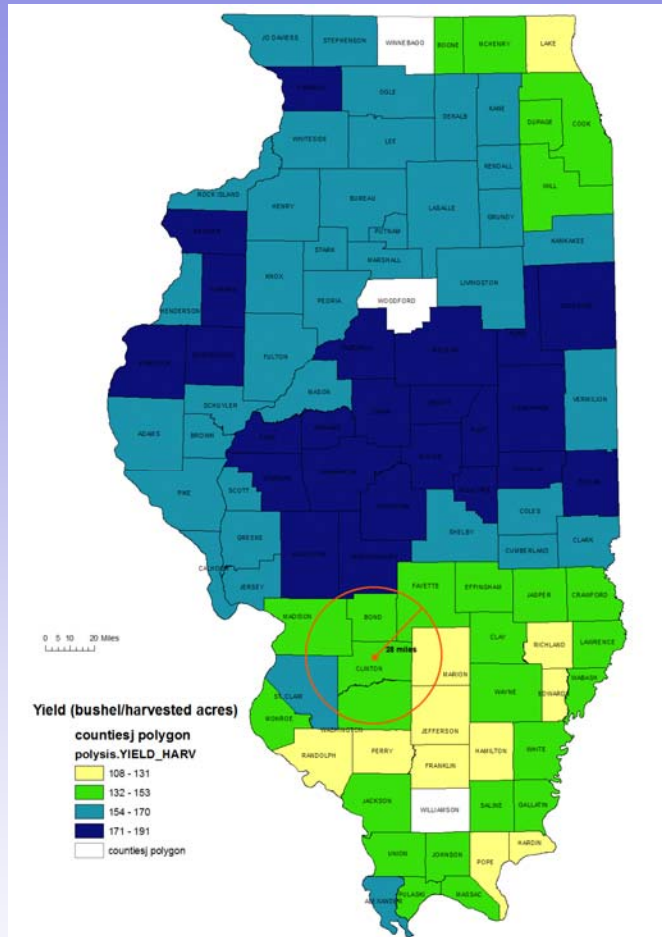 JO DAVIESS STEPHENSON WINNEBAGO BOONE MCHENRY LAKE
OGLE
KANE
DEKALB
DUPAGE COOK
WHITESIDE LEE
KENDALL
WILL
ROCK ISLAND
HENRY BUREAU LASALLE GRUNDY
PUTNAM
KANKAKEE
STARK
MARSHALL
KNOX
LIVINGSTON
PEORIA WOODFORD
HENDERSON
FULTON
MASON
VERMILION
SCHUYLER
ADAMS BROWN
PIKE SCOTT
COLES
SHELBY
GREENE
CUMBERLAND CLARK
CALHOUN
JERSEY
FAYETTE EFFINGHAM JASPER CRAWFORD
MADISON BOND
CLAY RICHLAND LAWRENCE
0 5 10 20 Miles
28 miles
CLINTON MARION
WABASH
ST. CLAIR WAYNE EDWARDS
Yield (bushel/harvested acres)
MONROE WASHINGTON
JEFFERSON
countiesj polygon
polysis.YIELD_HARV
RANDOLPH PERRY HAMILTON WHITE
108 - 131
FRANKLIN
132 - 153
154 - 170
JACKSON WILLIAMSON SALINE GALLATIN
171 - 191
countiesj polygon
UNION JOHNSON POPE HARDIN
ALEXANDER PULASKI MASSAC